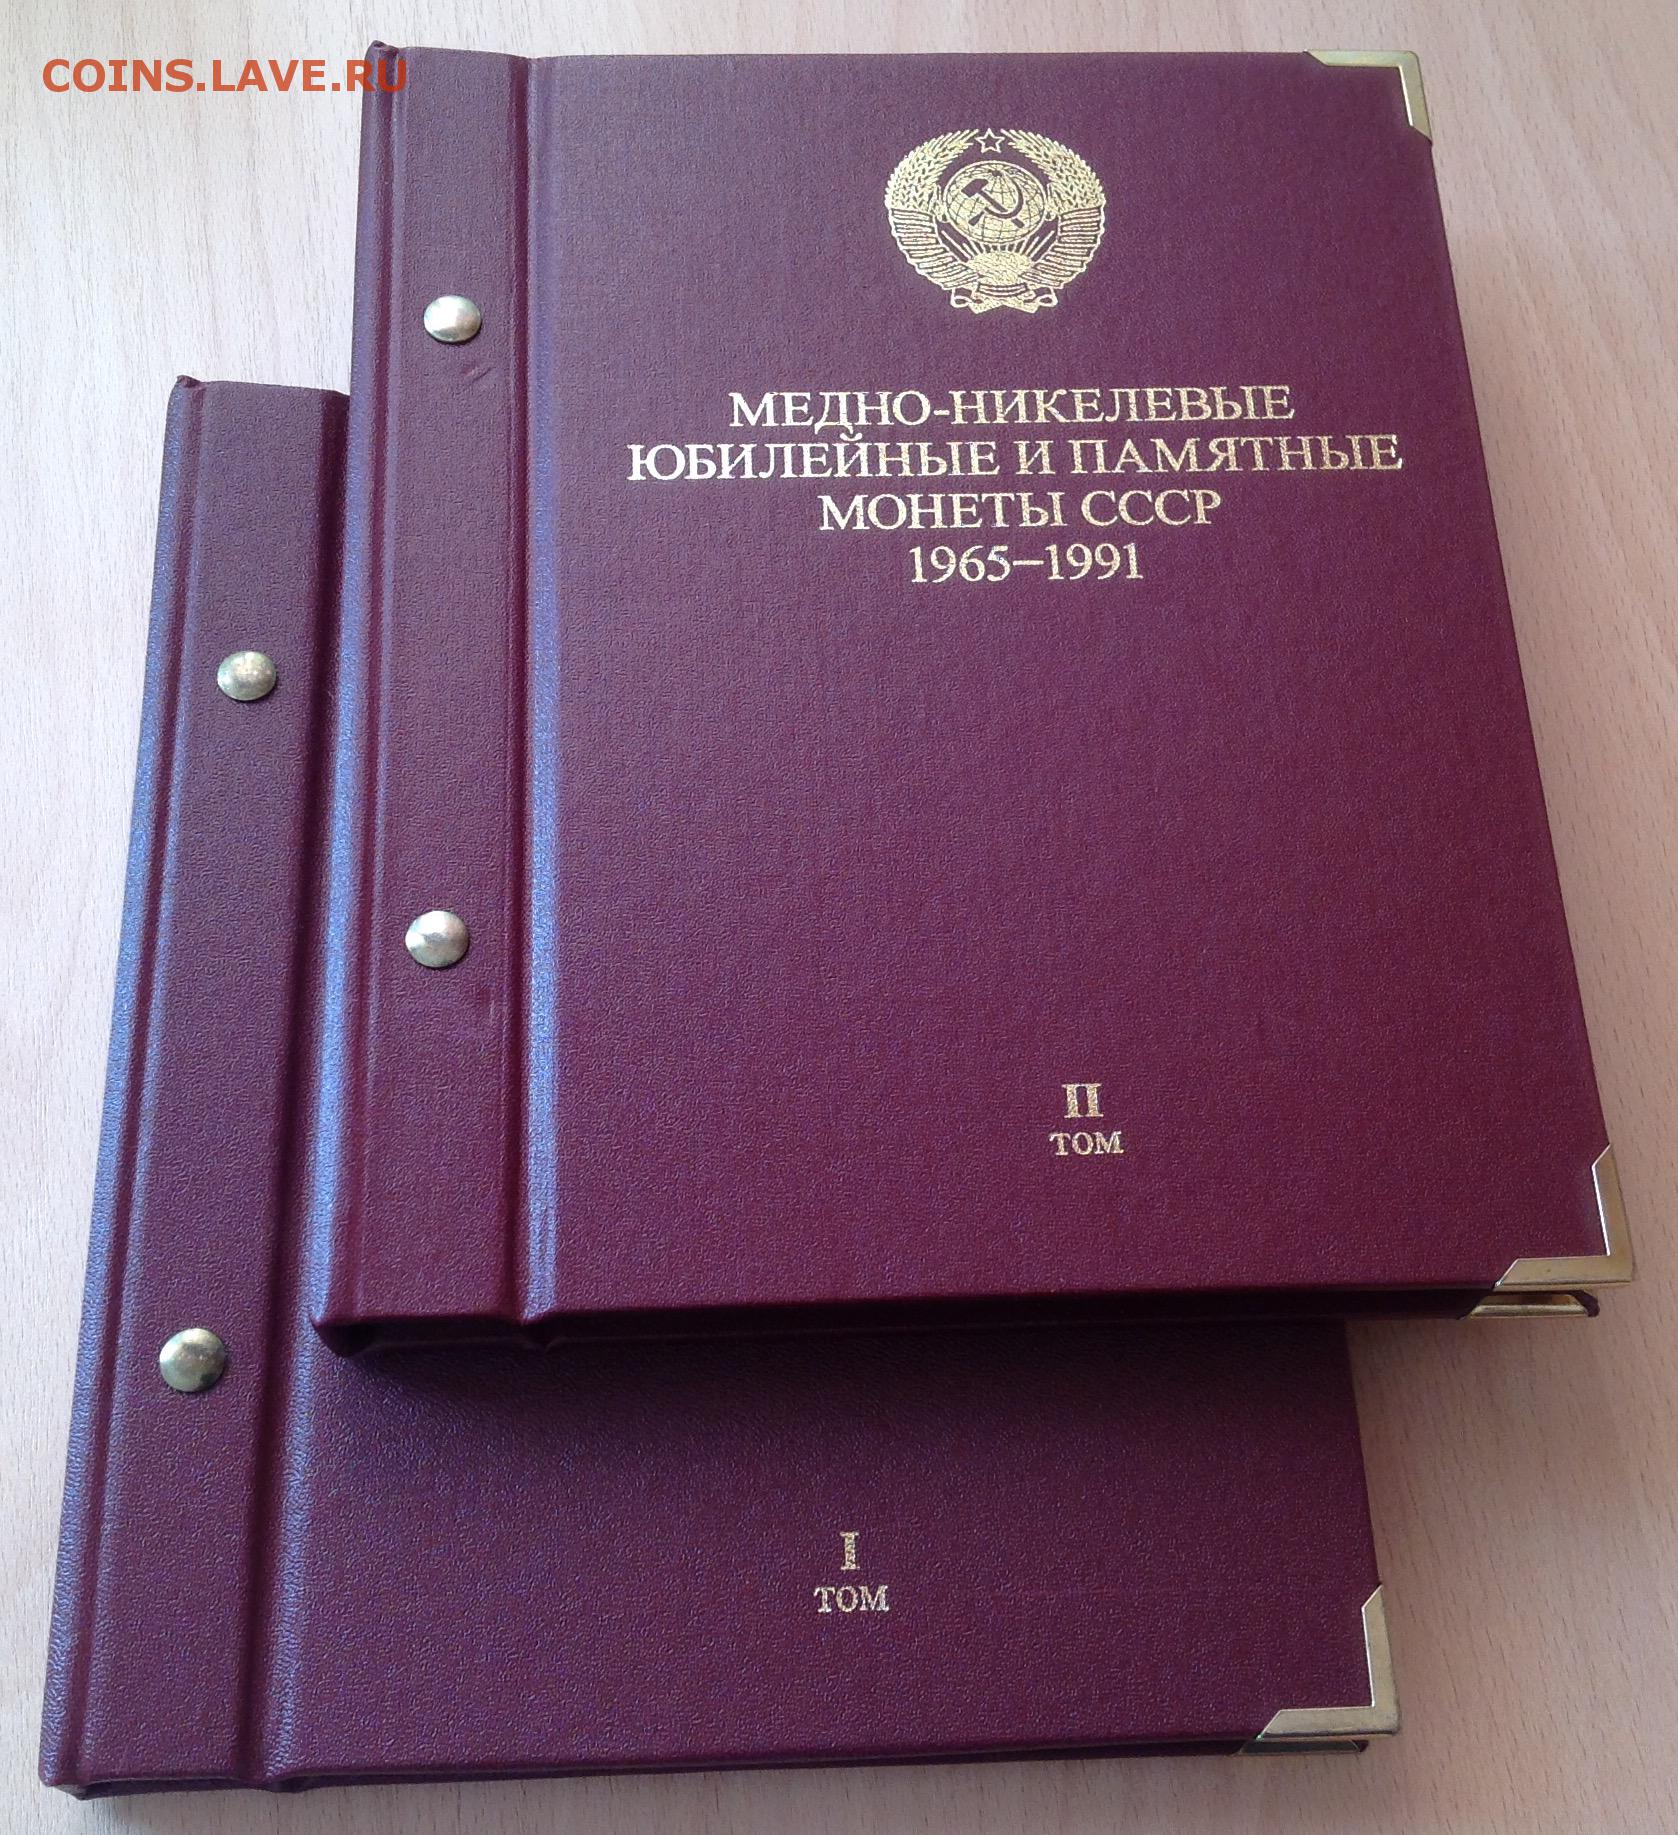 COINS.LAVE.RU
МЕДНО-НИКЕЛЕВЫЕ
ЮБИЛЕЙНЫЕ И ПАМЯТНЫЕ
МОНЕТЫ СССР
1965–1991
II
ТОМ
I
ТОМ